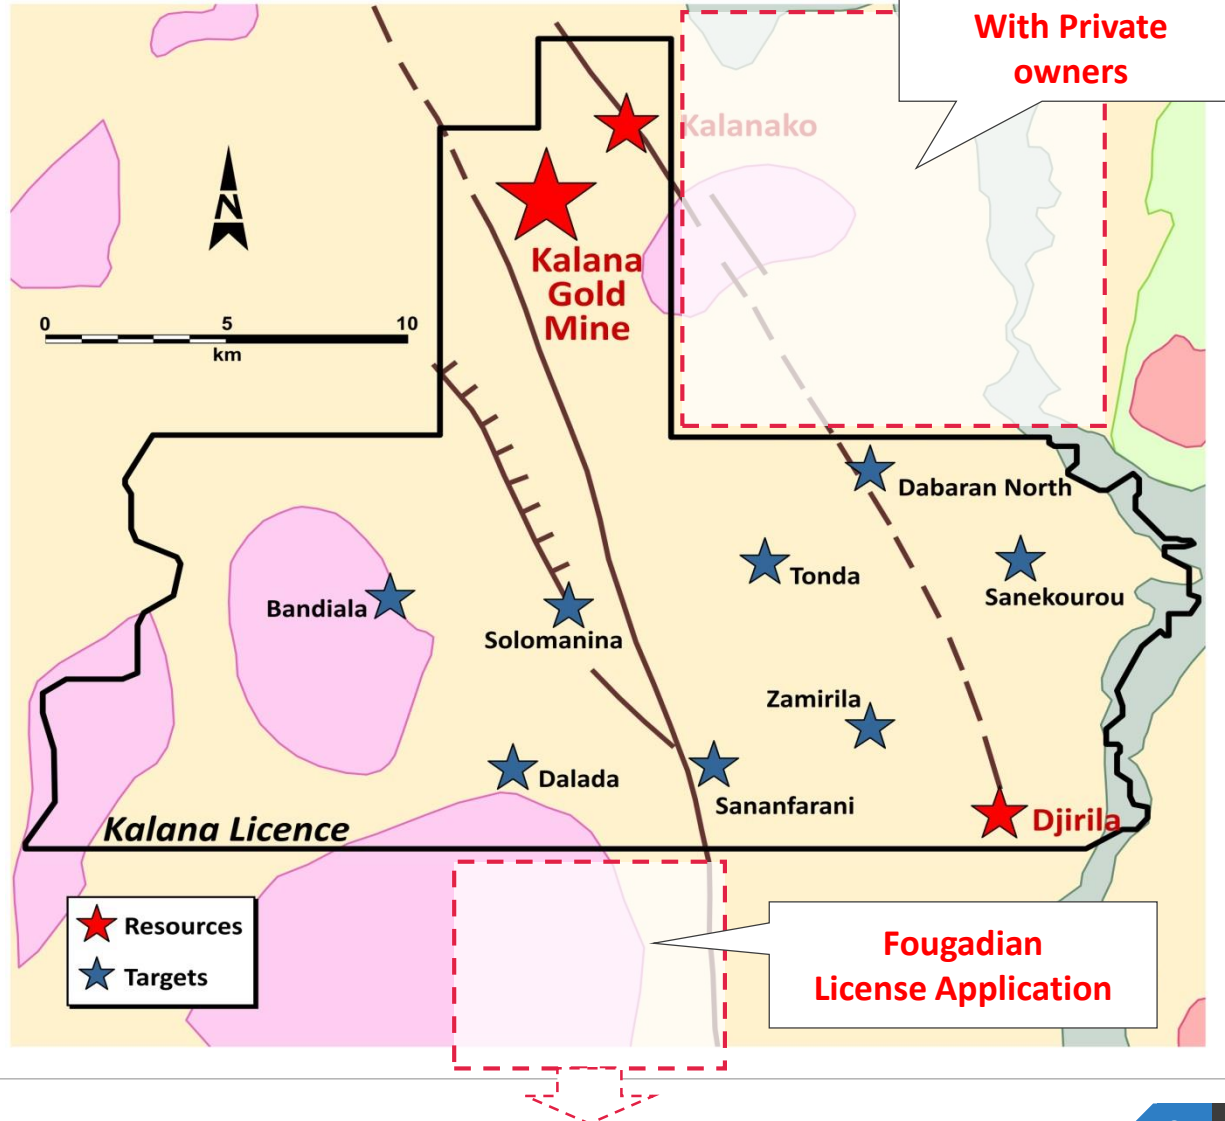 With Private
owners
Kalanako
N
Kalana
Gold
Mine
0 5 10
km
Dabaran North
Tonda
Sanekourou
Bandiala
Solomanina
Zamirila
Dalada
Sananfarani
Djirila
Kalana Licence
Resources
Targets
Fougadian
License Application